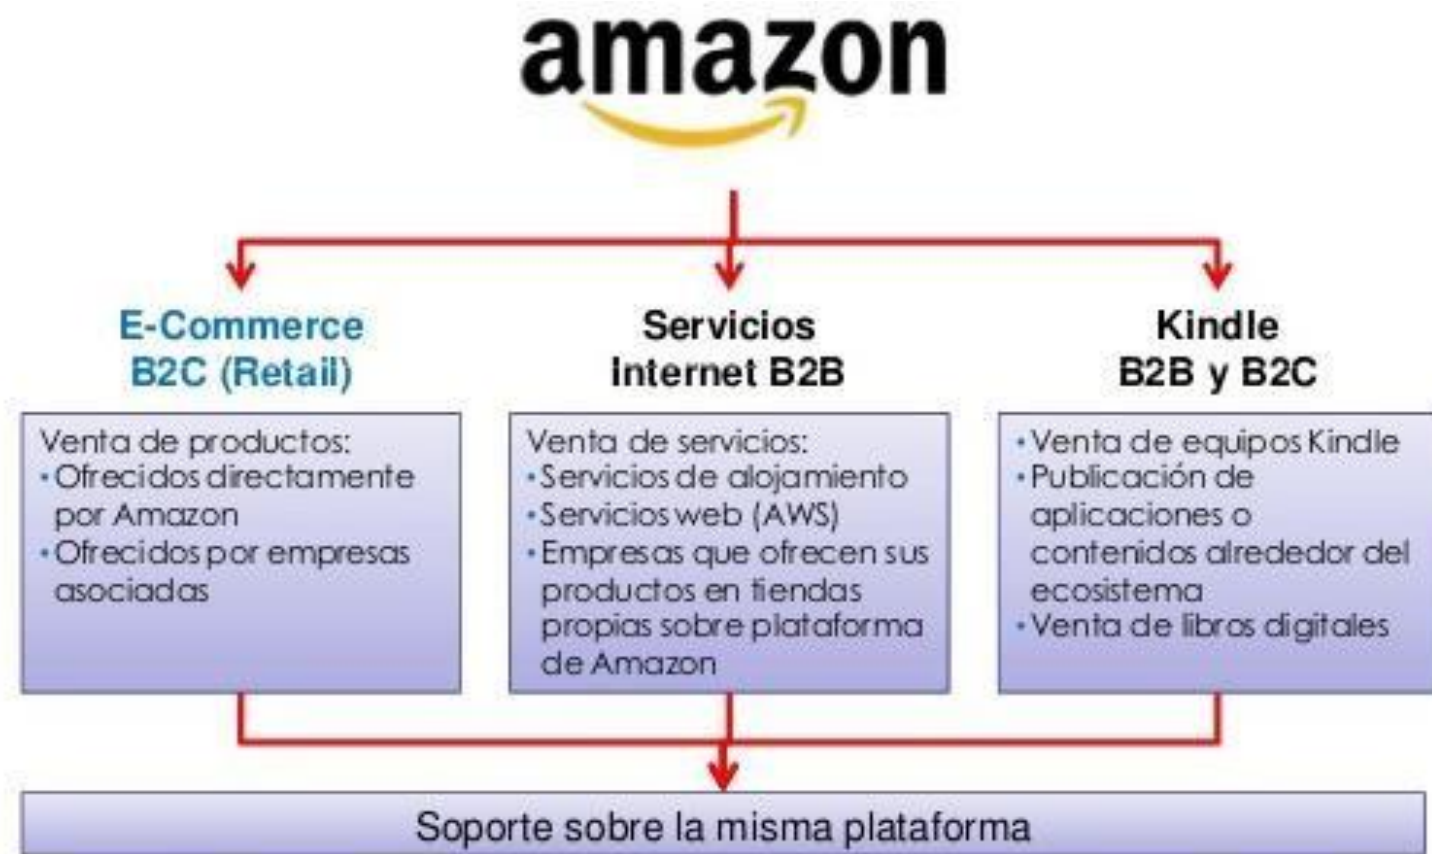 amazon
E-Commerce
B2C (Retail)
Venta de productos:
•Ofrecidos directamente
por Amazon
•Ofrecidos por empresas
asociadas
Servicios
Internet B2B
Venta de servicios:
•Servicios de alojamiento
•Servicios web (AWS)
•Empresas que ofrecen sus
productos en tiendas
propias sobre plataforma
de Amazon
Kindle
B2B y B2C
•Venta de equipos Kindle
•Publicación de
aplicaciones o
contenidos alrededor del
ecosistema
•Venta de libros digitales
Soporte sobre la misma plataforma